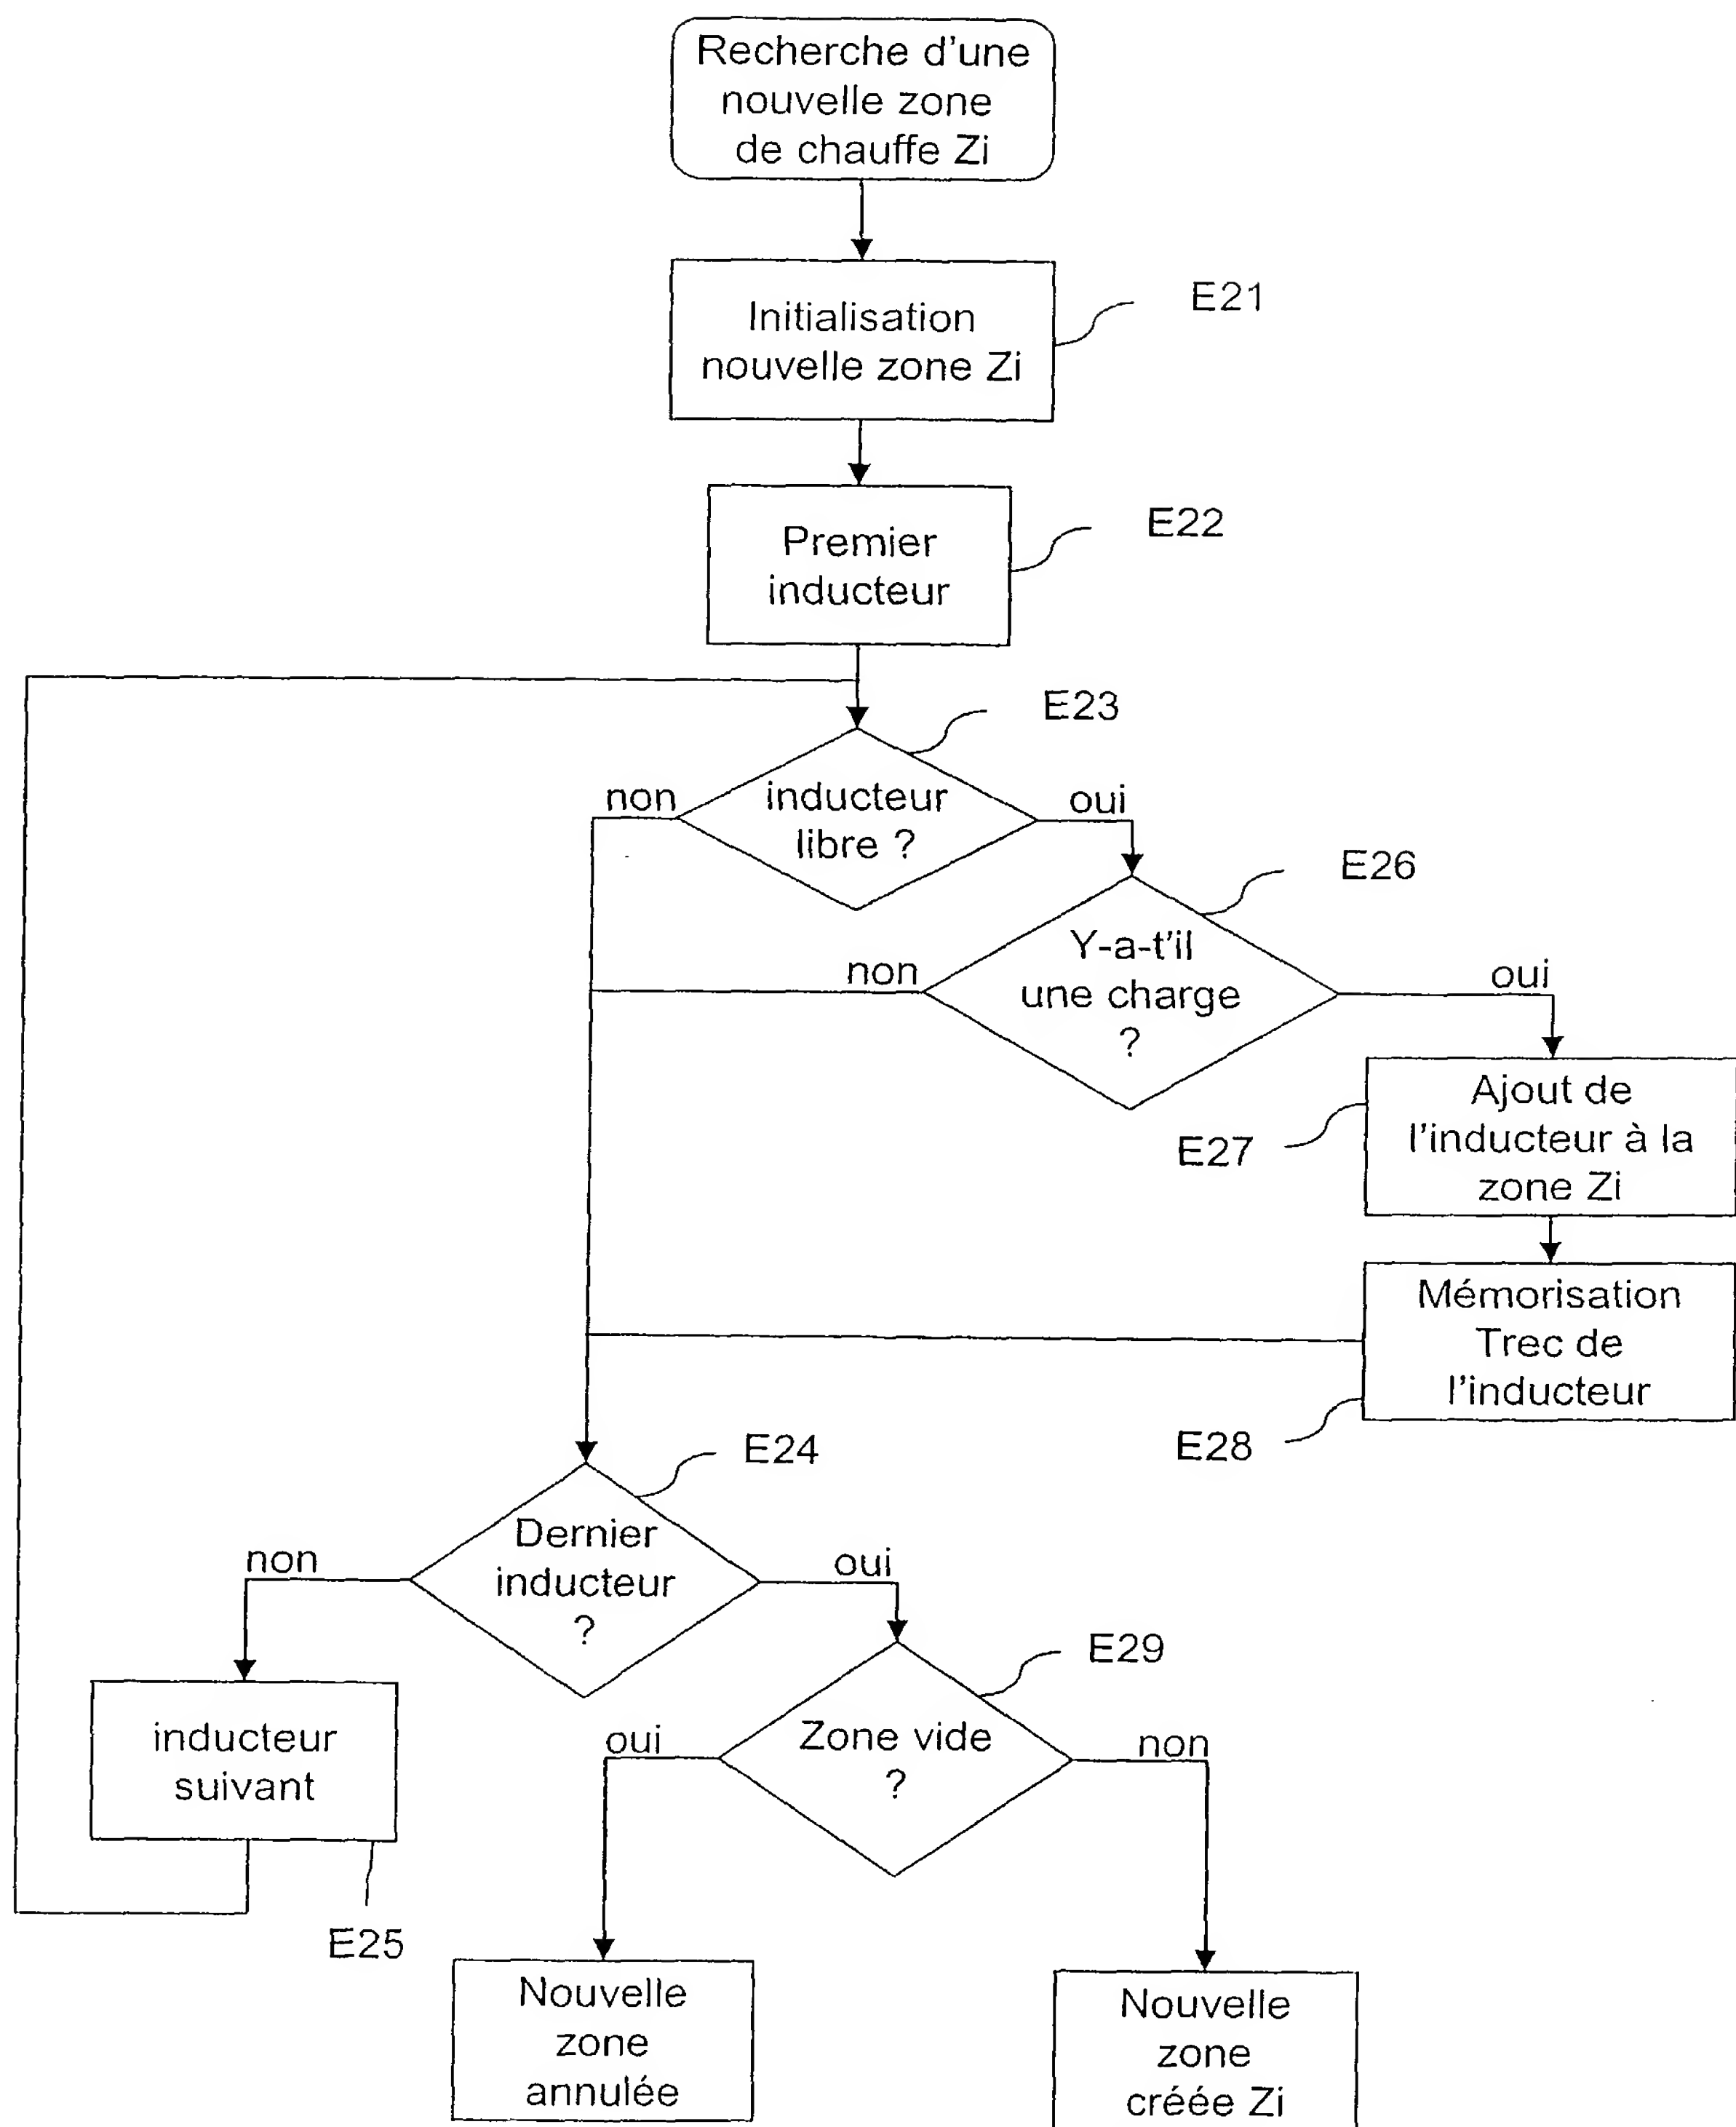 Recherche d'une
nouvelle zone
de chauffe Zi
E21
Initialisation
nouvelle zone Zi
E22
Premier
inducteur
E23
non
inducteur
libre ?
oui
E26
Y-a-t'il
une charge
?
non
oui
E27
Ajout de
l'inducteur à la
zone Zi
Mémorisation
Trec de
l'inducteur
E28
E24
Dernier
inducteur
?
non
oui
E29
inducteur
suivant
E25
oui
Zone vide
?
non
Nouvelle
zone
annulée
Nouvelle
zone
créée Zi